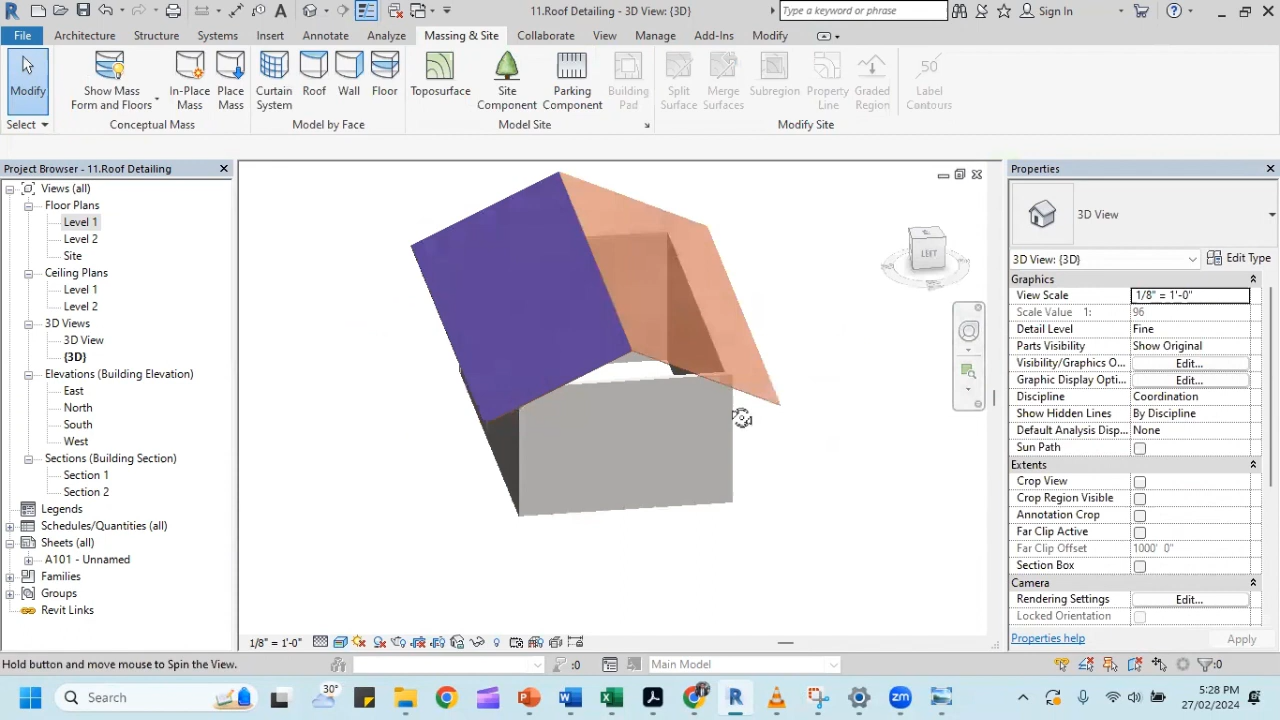 11.Roof Detailing - 3D View: {3D}
Type a keyword or phrase
Sign In
File Architecture Structure Systems Insert Annotate Analyze Massing & Site Collaborate View Manage Add-Ins Modify
Modify
Show Mass
Form and Floors
In-Place
Mass
Place
Mass
Curtain
System
Roof
Wall
Floor
Toposurface
Site
Component
Parking
Component
Building
Pad
Split
Surface
Merge
Surfaces
Subregion
Property
Line
Graded
Region
50
Label
Contours
Select
Conceptual Mass
Model by Face
Model Site
Modify Site
Project Browser - 11.Roof Detailing
Views (all)
Floor Plans
Level 1
Level 2
Site
Ceiling Plans
Level 1
Level 2
3D Views
3D View
{3D}
Elevations (Building Elevation)
East
North
South
West
Sections (Building Section)
Section 1
Section 2
Legends
Schedules/Quantities (all)
Sheets (all)
A101 - Unnamed
Families
Groups
Revit Links
LEFT
Properties
3D View
3D View: {3D} Edit Type
Graphics
View Scale 1/8" = 1'-0"
Scale Value 1: 96
Detail Level Fine
Parts Visibility Show Original
Visibility/Graphics O... Edit...
Graphic Display Opti... Edit...
Discipline Coordination
Show Hidden Lines By Discipline
Default Analysis Disp... None
Sun Path
Extents
Crop View
Crop Region Visible
Annotation Crop
Far Clip Active
Far Clip Offset 1000' 0"
Section Box
Camera
Rendering Settings Edit...
Locked Orientation
Properties help Apply
1/8" = 1'-0"
Hold button and move mouse to Spin the View. :0 Main Model :0
Search
30°
5:28 PM
27/02/2024